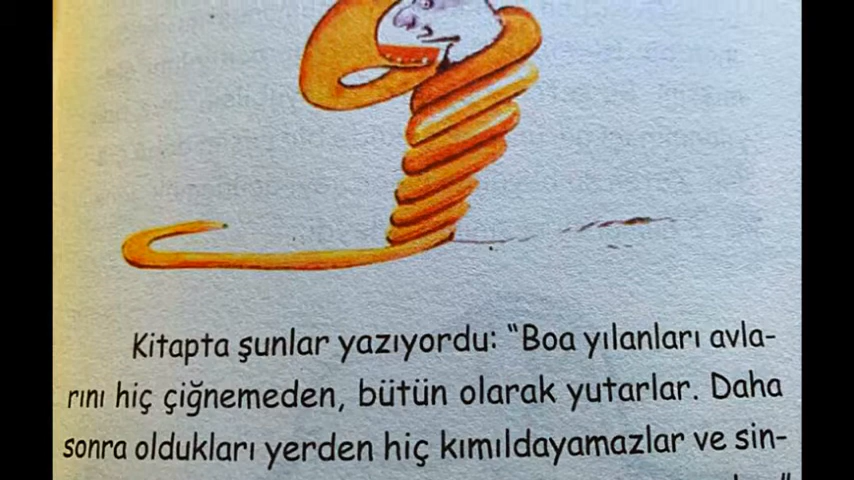 Kitapta şunlar yazıyordu: "Boa yılanları avla-
rını hiç çiğnemeden, bütün olarak yutarlar. Daha
sonra oldukları yerden hiç kımıldayamazlar ve sin-